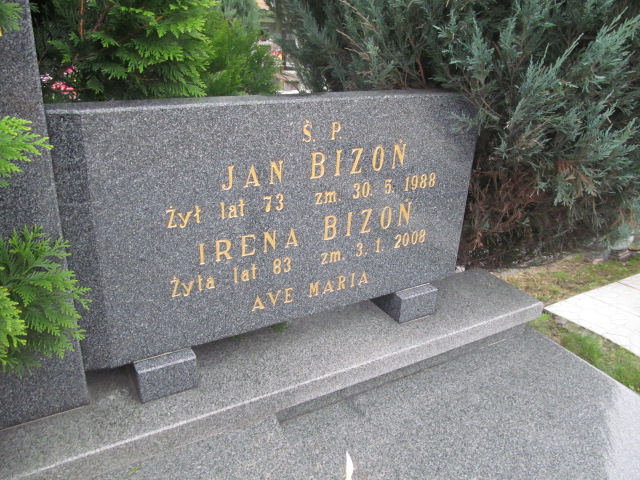 Ś. P
JAN BIZOŃ
Żył lat 73 zm. 30.5.1988
IRENA BIZOŃ
Żyła lat 83 zm. 3.1.2008
AVE MARIA